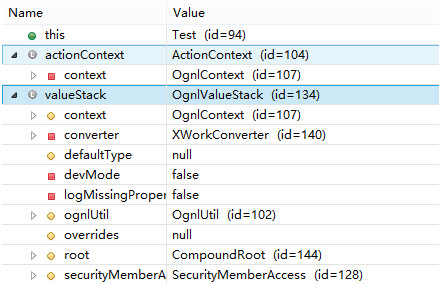 Name Value
this Test (id=94)
actionContext ActionContext (id=104)
context OgnlContext (id=107)
valueStack OgnlValueStack (id=134)
context OgnlContext (id=107)
converter XWorkConverter (id=140)
defaultType null
devMode false
logMissingProper false
ognlUtil OgnlUtil (id=102)
overrides null
root CompoundRoot (id=144)
securityMemberA SecurityMemberAccess (id=128)